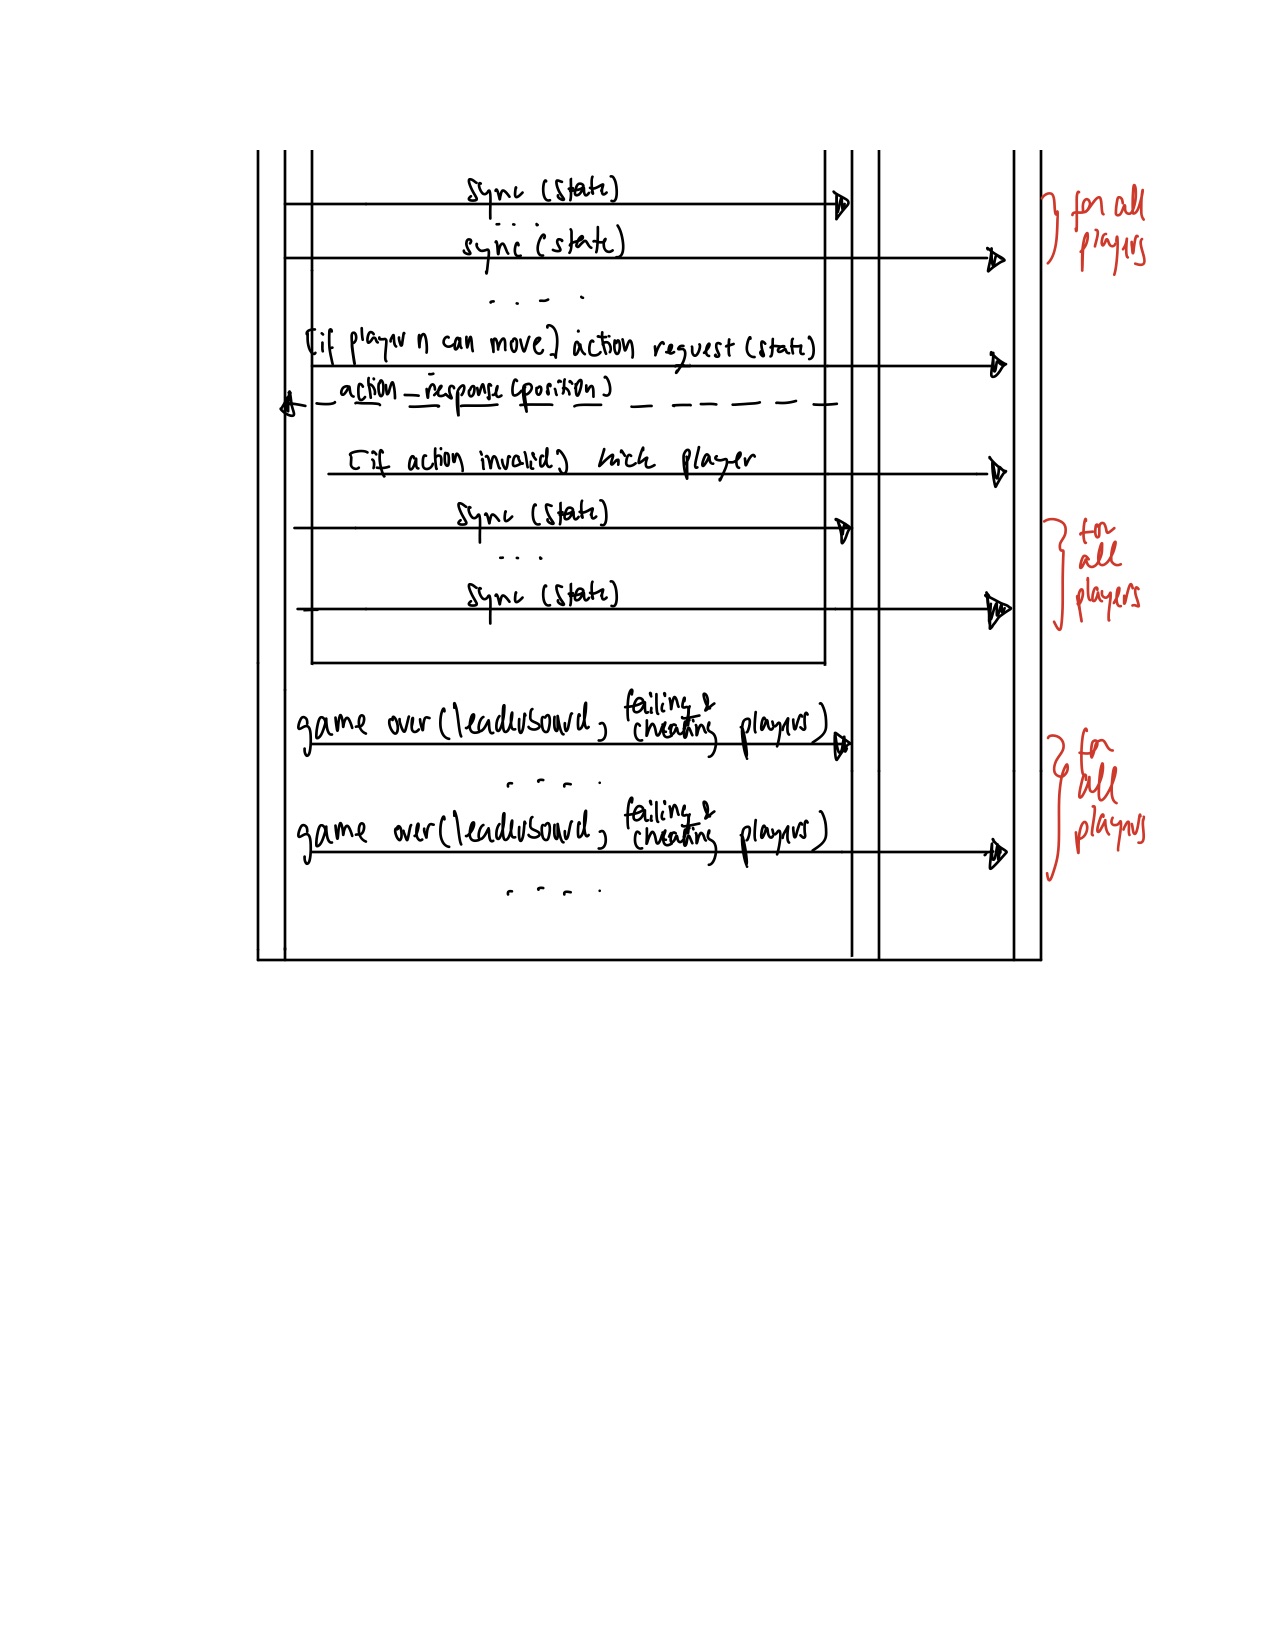 sync (state)
. . .
sync (state)
for all
players
. . . .
[if player n can move] action request (state)
action_response (position)
[if action invalid] kick player
sync (state)
. . .
sync (state)
for
all
players
game over (leaderboard, failing & cheating players)
. . . .
game over (leaderboard, failing & cheating players)
. . . .
for
all
players